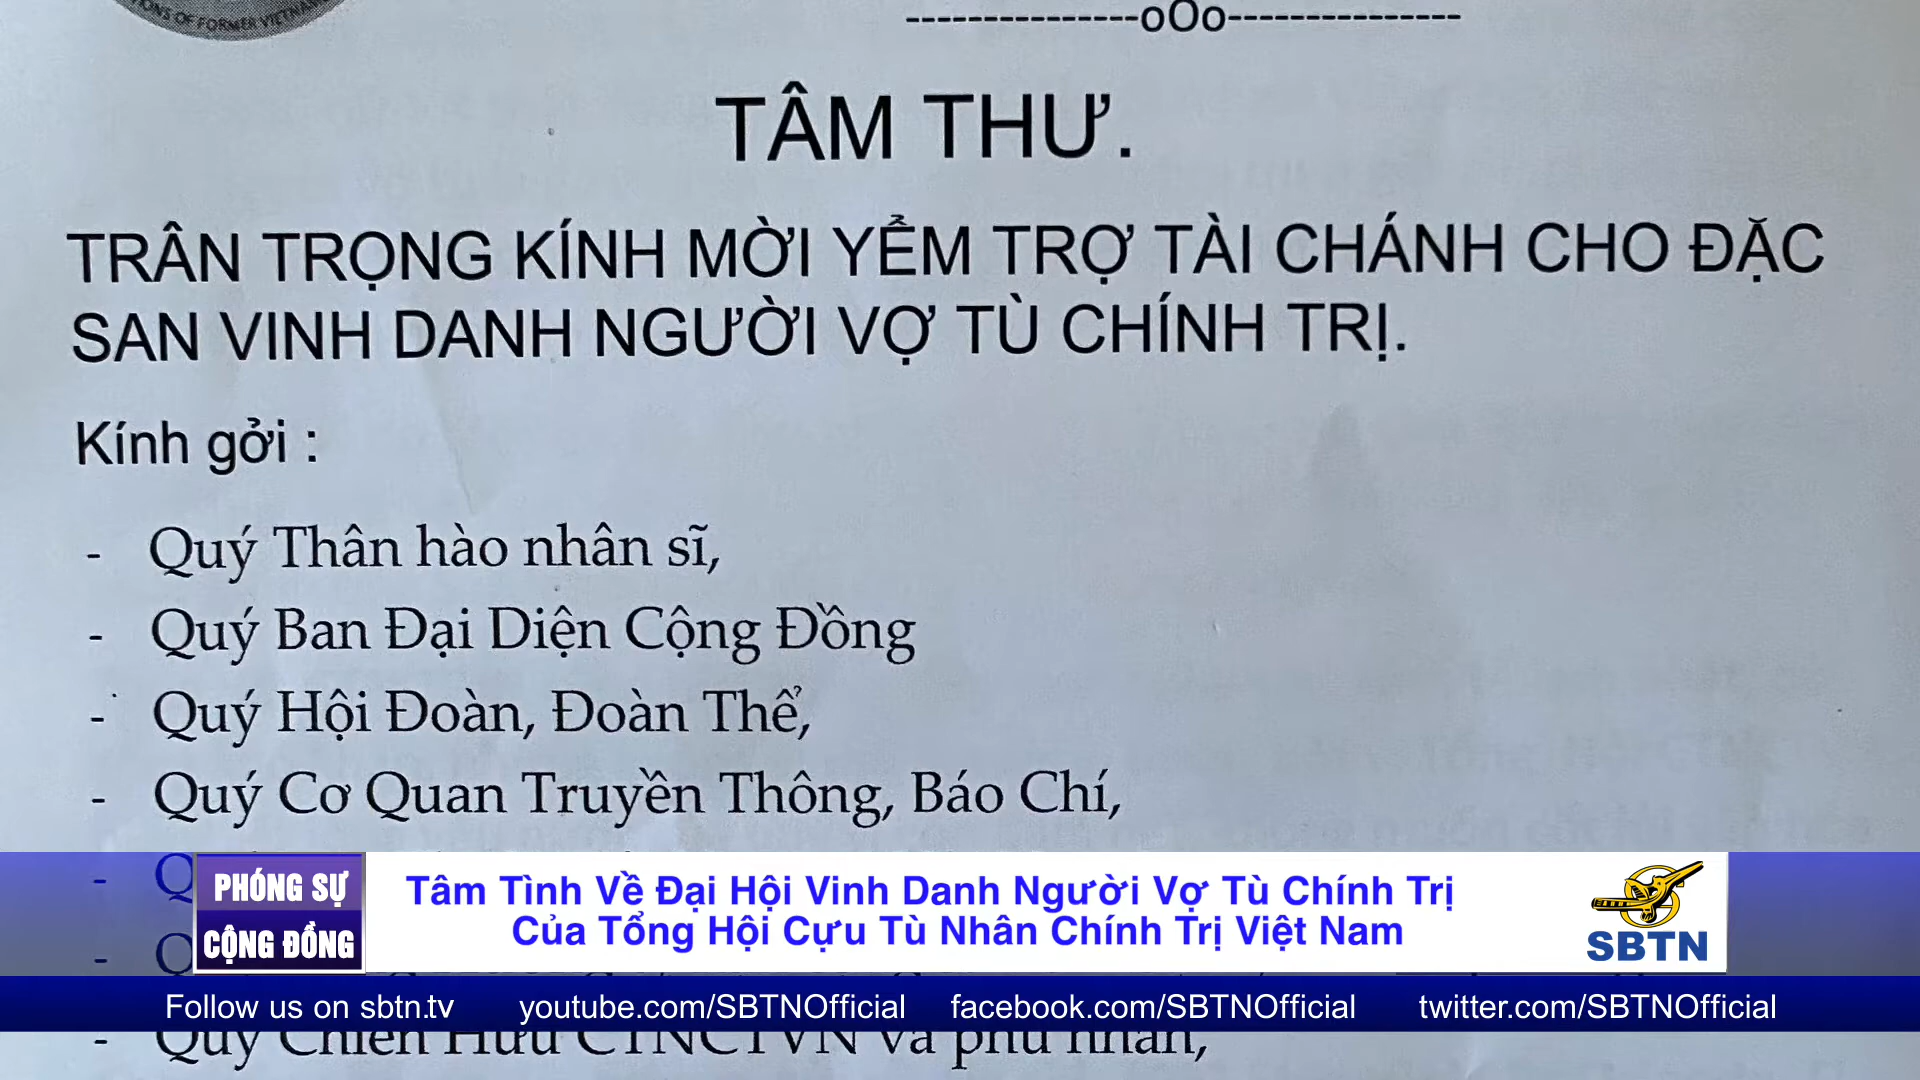 TIONS OF FORMER VIETNAM
---------------oOo---------------
TÂM THƯ.
TRÂN TRỌNG KÍNH MỜI YỂM TRỢ TÀI CHÁNH CHO ĐẶC
SAN VINH DANH NGƯỜI VỢ TÙ CHÍNH TRỊ.
Kính gởi :
- Quý Thân hào nhân sĩ,
- Quý Ban Đại Diện Cộng Đồng
- Quý Hội Đoàn, Đoàn Thể,
- Quý Cơ Quan Truyền Thông, Báo Chí,
PHÓNG SỰ
CỘNG ĐỒNG
Tâm Tình Về Đại Hội Vinh Danh Người Vợ Tù Chính Trị
Của Tổng Hội Cựu Tù Nhân Chính Trị Việt Nam
SBTN
Follow us on sbtn.tv youtube.com/SBTNOfficial facebook.com/SBTNOfficial twitter.com/SBTNOfficial
- Quý Chiến Hữu CTNCTVN và phu nhân,